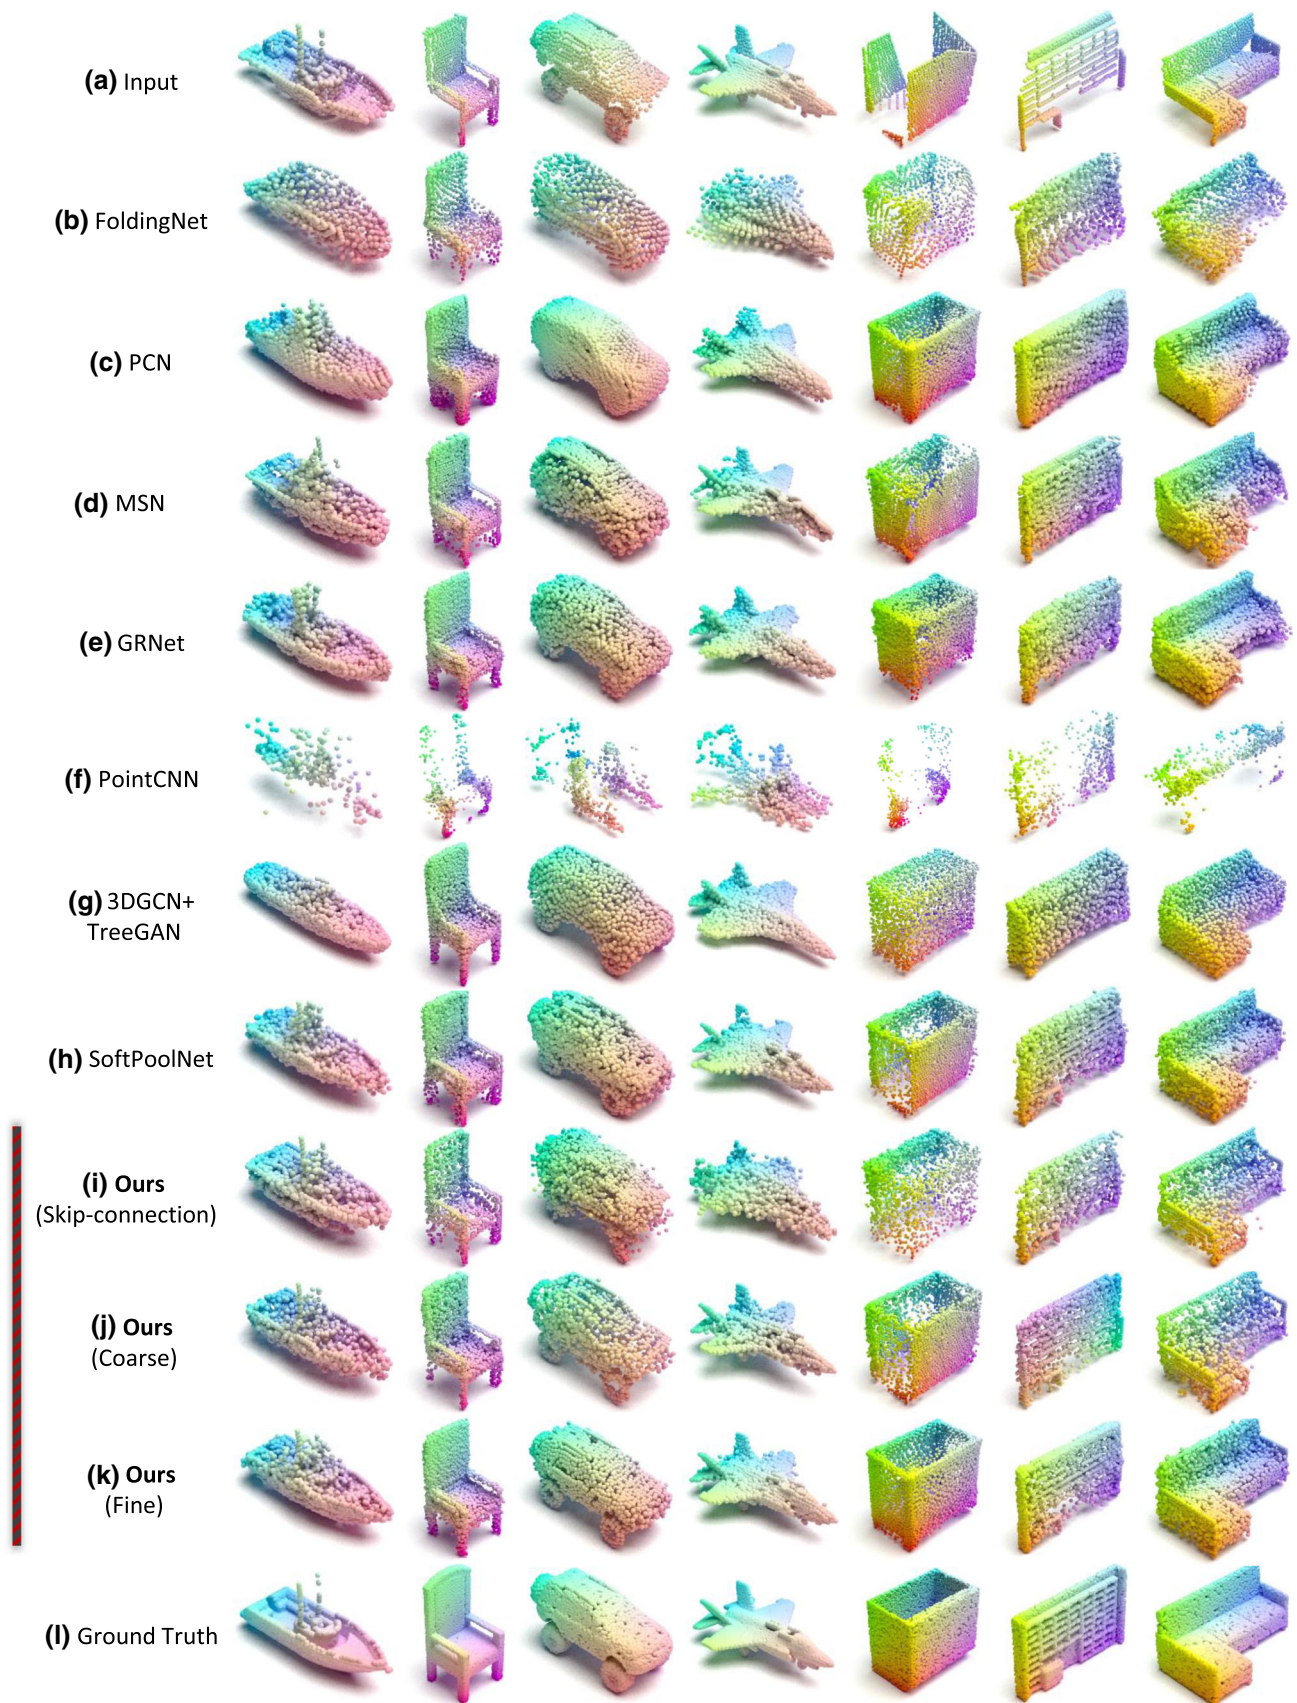 (a) Input
(b) FoldingNet
(c) PCN
(d) MSN
(e) GRNet
(f) PointCNN
(g) 3DGCN+
TreeGAN
(h) SoftPoolNet
(i) Ours
(Skip-connection)
(j) Ours
(Coarse)
(k) Ours
(Fine)
(l) Ground Truth